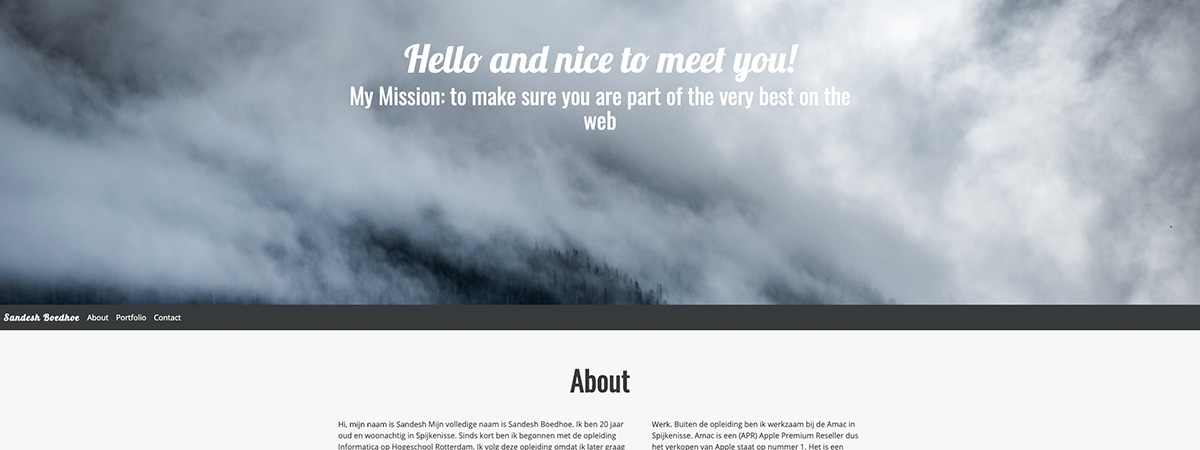 Hello and nice to meet you!
My Mission: to make sure you are part of the very best on the
web
Sandesh Boedhoe About Portfolio Contact
About
Hi, mijn naam is Sandesh Mijn volledige naam is Sandesh Boedhoe. Ik ben 20 jaar
oud en woonachtig in Spijkenisse. Sinds kort ben ik begonnen met de opleiding
Informatica op Hogeschool Rotterdam. Ik volg deze opleiding omdat ik later graag
Werk. Buiten de opleiding ben ik werkzaam bij de Amac in
Spijkenisse. Amac is een (APR) Apple Premium Reseller dus
het verkopen van Apple staat op nummer 1. Het is een